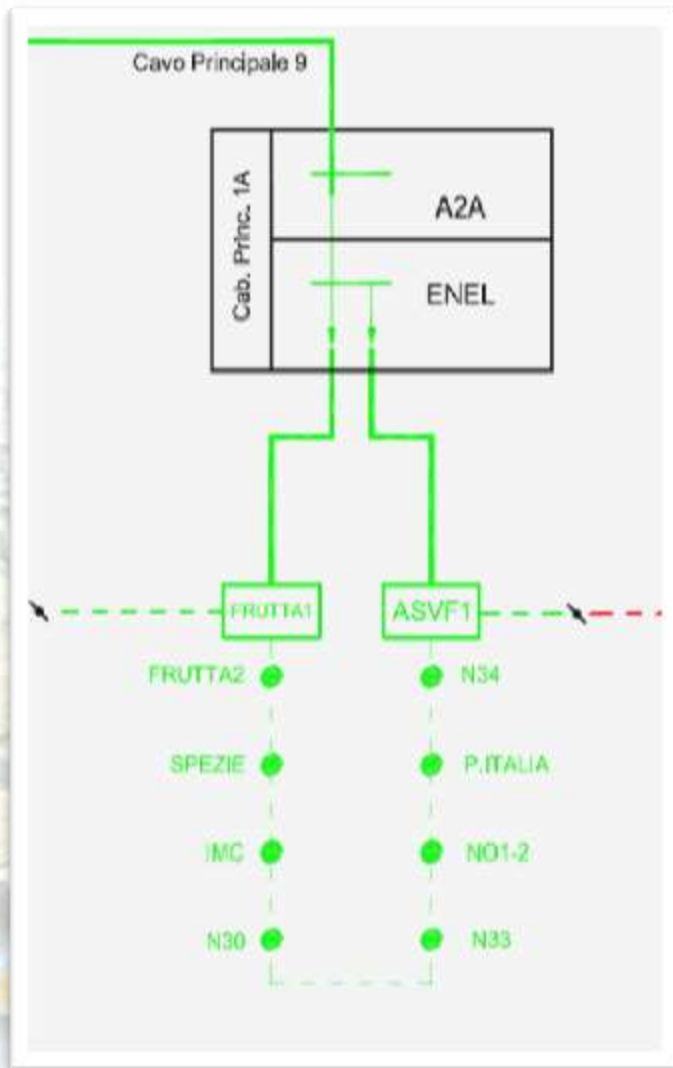 Cavo Principale 9
Cab. Princ. 1A
A2A
ENEL
FRUTTA1
ASVF1
FRUTTA2
N34
SPEZIE
P.ITALIA
IMC
NO1-2
N30
N33